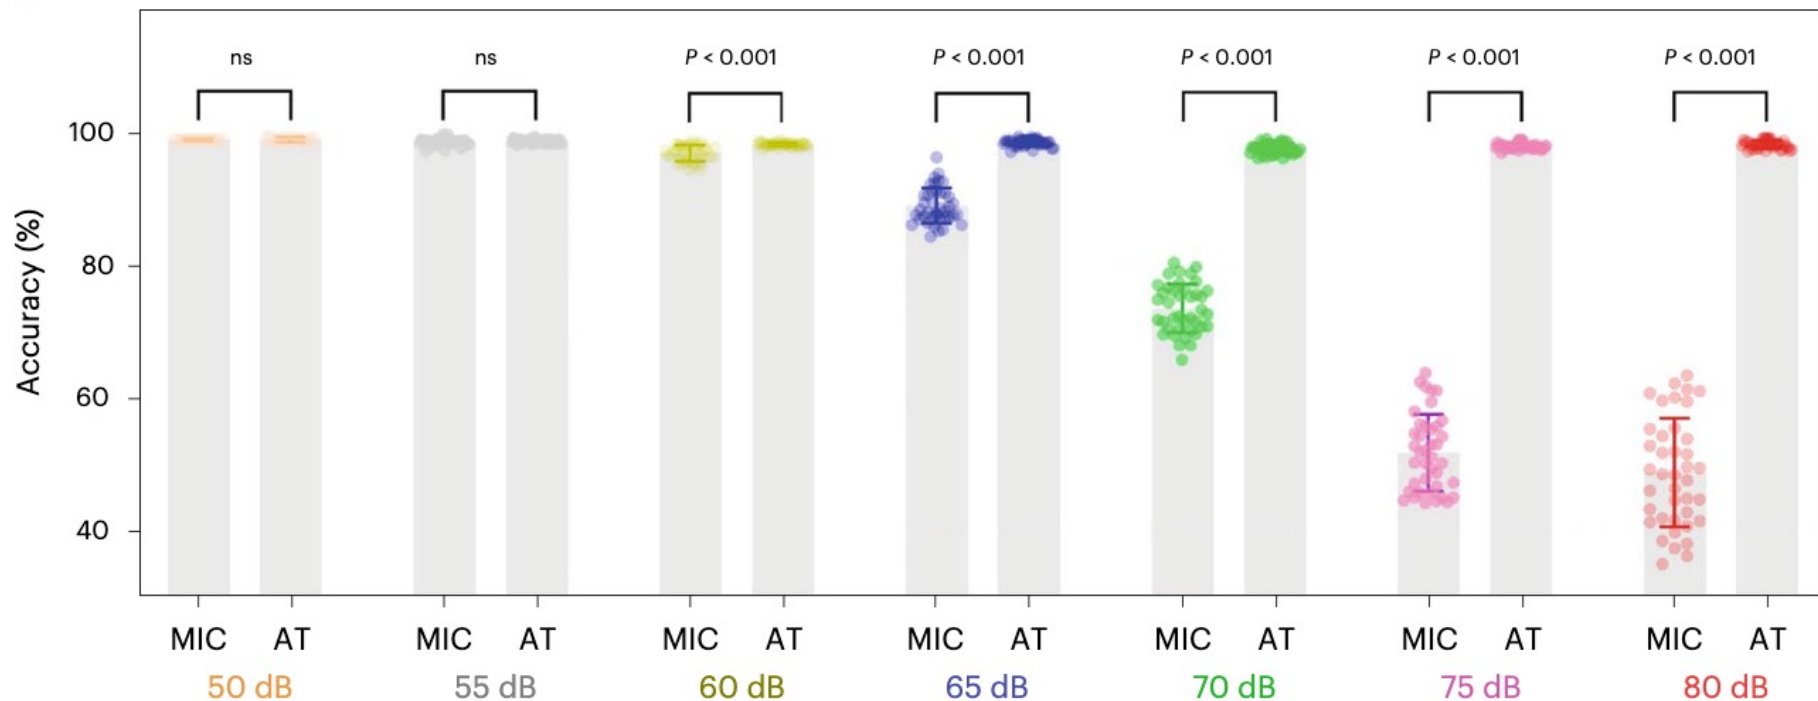 ns ns P < 0.001 P < 0.001 P < 0.001 P < 0.001 P < 0.001
100
80
60
40
Accuracy (%)
MIC AT MIC AT MIC AT MIC AT MIC AT MIC AT MIC AT
50 dB 55 dB 60 dB 65 dB 70 dB 75 dB 80 dB